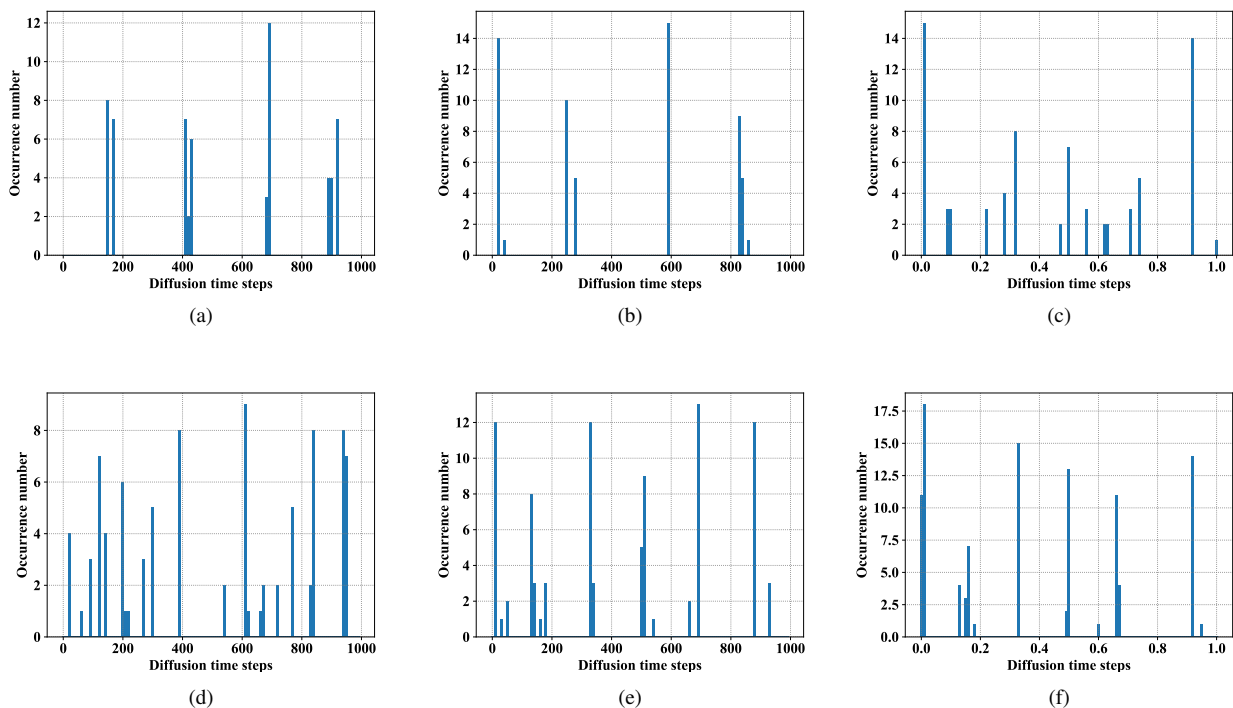 12
10
8
6
4
2
0
Occurrence number
0 200 400 600 800 1000
Diffusion time steps
(a)
14
12
10
8
6
4
2
0
Occurrence number
0 200 400 600 800 1000
Diffusion time steps
(b)
14
12
10
8
6
4
2
0
Occurrence number
0.0 0.2 0.4 0.6 0.8 1.0
Diffusion time steps
(c)
8
6
4
2
0
Occurrence number
0 200 400 600 800 1000
Diffusion time steps
(d)
12
10
8
6
4
2
0
Occurrence number
0 200 400 600 800 1000
Diffusion time steps
(e)
17.5
15.0
12.5
10.0
7.5
5.0
2.5
0.0
Occurrence number
0.0 0.2 0.4 0.6 0.8 1.0
Diffusion time steps
(f)